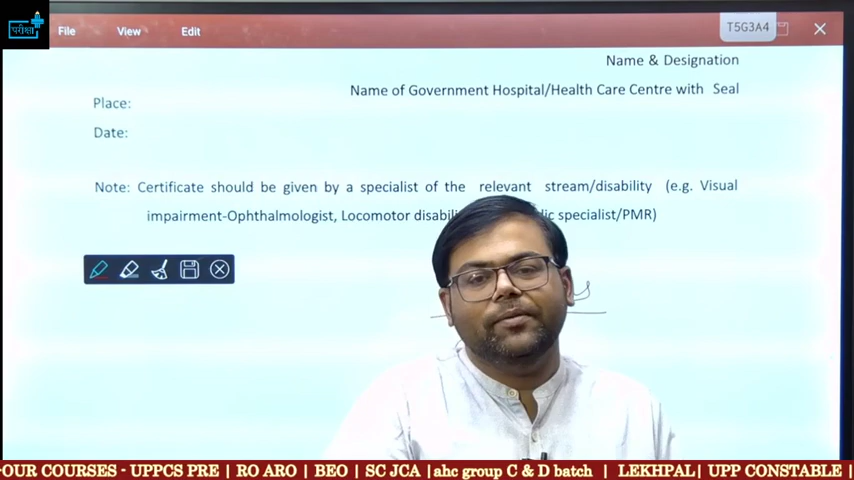 परीक्षा
File View Edit
T5G3A4
Name & Designation
Name of Government Hospital/Health Care Centre with Seal
Place:
Date:
Note: Certificate should be given by a specialist of the relevant stream/disability (e.g. Visual
impairment-Ophthalmologist, Locomotor specialist/PMR)
OUR COURSES - UPPCS PRE | RO ARO | BEO | SC JCA |ahc group C & D batch | LEKHPAL| UPP CONSTABLE |